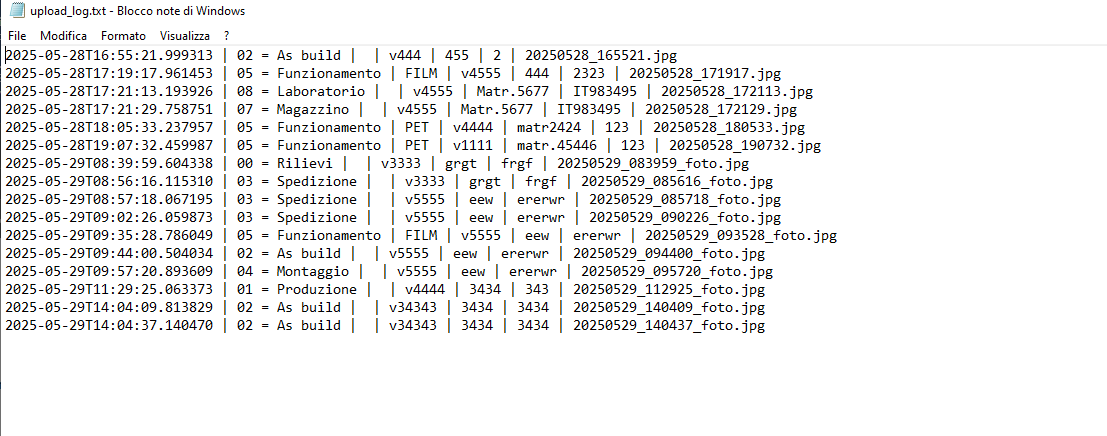 upload_log.txt - Blocco note di Windows
File Modifica Formato Visualizza ?
2025-05-28T16:55:21.999313 | 02 = As build |  | v444 | 455 | 2 | 20250528_165521.jpg
2025-05-28T17:19:17.961453 | 05 = Funzionamento | FILM | v4555 | 444 | 2323 | 20250528_171917.jpg
2025-05-28T17:21:13.193926 | 08 = Laboratorio |  | v4555 | Matr.5677 | IT983495 | 20250528_172113.jpg
2025-05-28T17:21:29.758751 | 07 = Magazzino |  | v4555 | Matr.5677 | IT983495 | 20250528_172129.jpg
2025-05-28T18:05:33.237957 | 05 = Funzionamento | PET | v4444 | matr2424 | 123 | 20250528_180533.jpg
2025-05-28T19:07:32.459987 | 05 = Funzionamento | PET | v1111 | matr.45446 | 123 | 20250528_190732.jpg
2025-05-29T08:39:59.604338 | 00 = Rilievi |  | v3333 | grgt | frgf | 20250529_083959_foto.jpg
2025-05-29T08:56:16.115310 | 03 = Spedizione |  | v3333 | grgt | frgf | 20250529_085616_foto.jpg
2025-05-29T08:57:18.067195 | 03 = Spedizione |  | v5555 | eew | ererwr | 20250529_085718_foto.jpg
2025-05-29T09:02:26.059873 | 03 = Spedizione |  | v5555 | eew | ererwr | 20250529_090226_foto.jpg
2025-05-29T09:35:28.786049 | 05 = Funzionamento | FILM | v5555 | eew | ererwr | 20250529_093528_foto.jpg
2025-05-29T09:44:00.504034 | 02 = As build |  | v5555 | eew | ererwr | 20250529_094400_foto.jpg
2025-05-29T09:57:20.893609 | 04 = Montaggio |  | v5555 | eew | ererwr | 20250529_095720_foto.jpg
2025-05-29T11:29:25.063373 | 01 = Produzione |  | v4444 | 3434 | 343 | 20250529_112925_foto.jpg
2025-05-29T14:04:09.813829 | 02 = As build |  | v34343 | 3434 | 3434 | 20250529_140409_foto.jpg
2025-05-29T14:04:37.140470 | 02 = As build |  | v34343 | 3434 | 3434 | 20250529_140437_foto.jpg